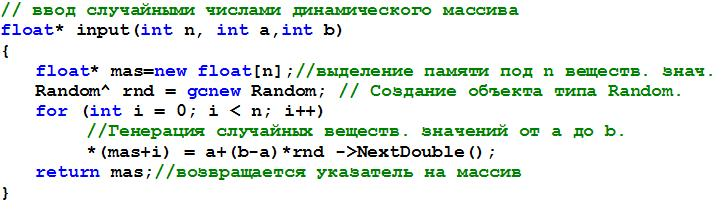 // ввод случайными числами динамического массива
float* input(int n, int a,int b)
{
float* mas=new float[n];//выделение памяти под n веществ. знач.
Random^ rnd = gcnew Random; // Создание объекта типа Random.
for (int i = 0; i < n; i++)
//Генерация случайных веществ. значений от a до b.
*(mas+i) = a+(b-a)*rnd ->NextDouble();
return mas;//возвращается указатель на массив
}